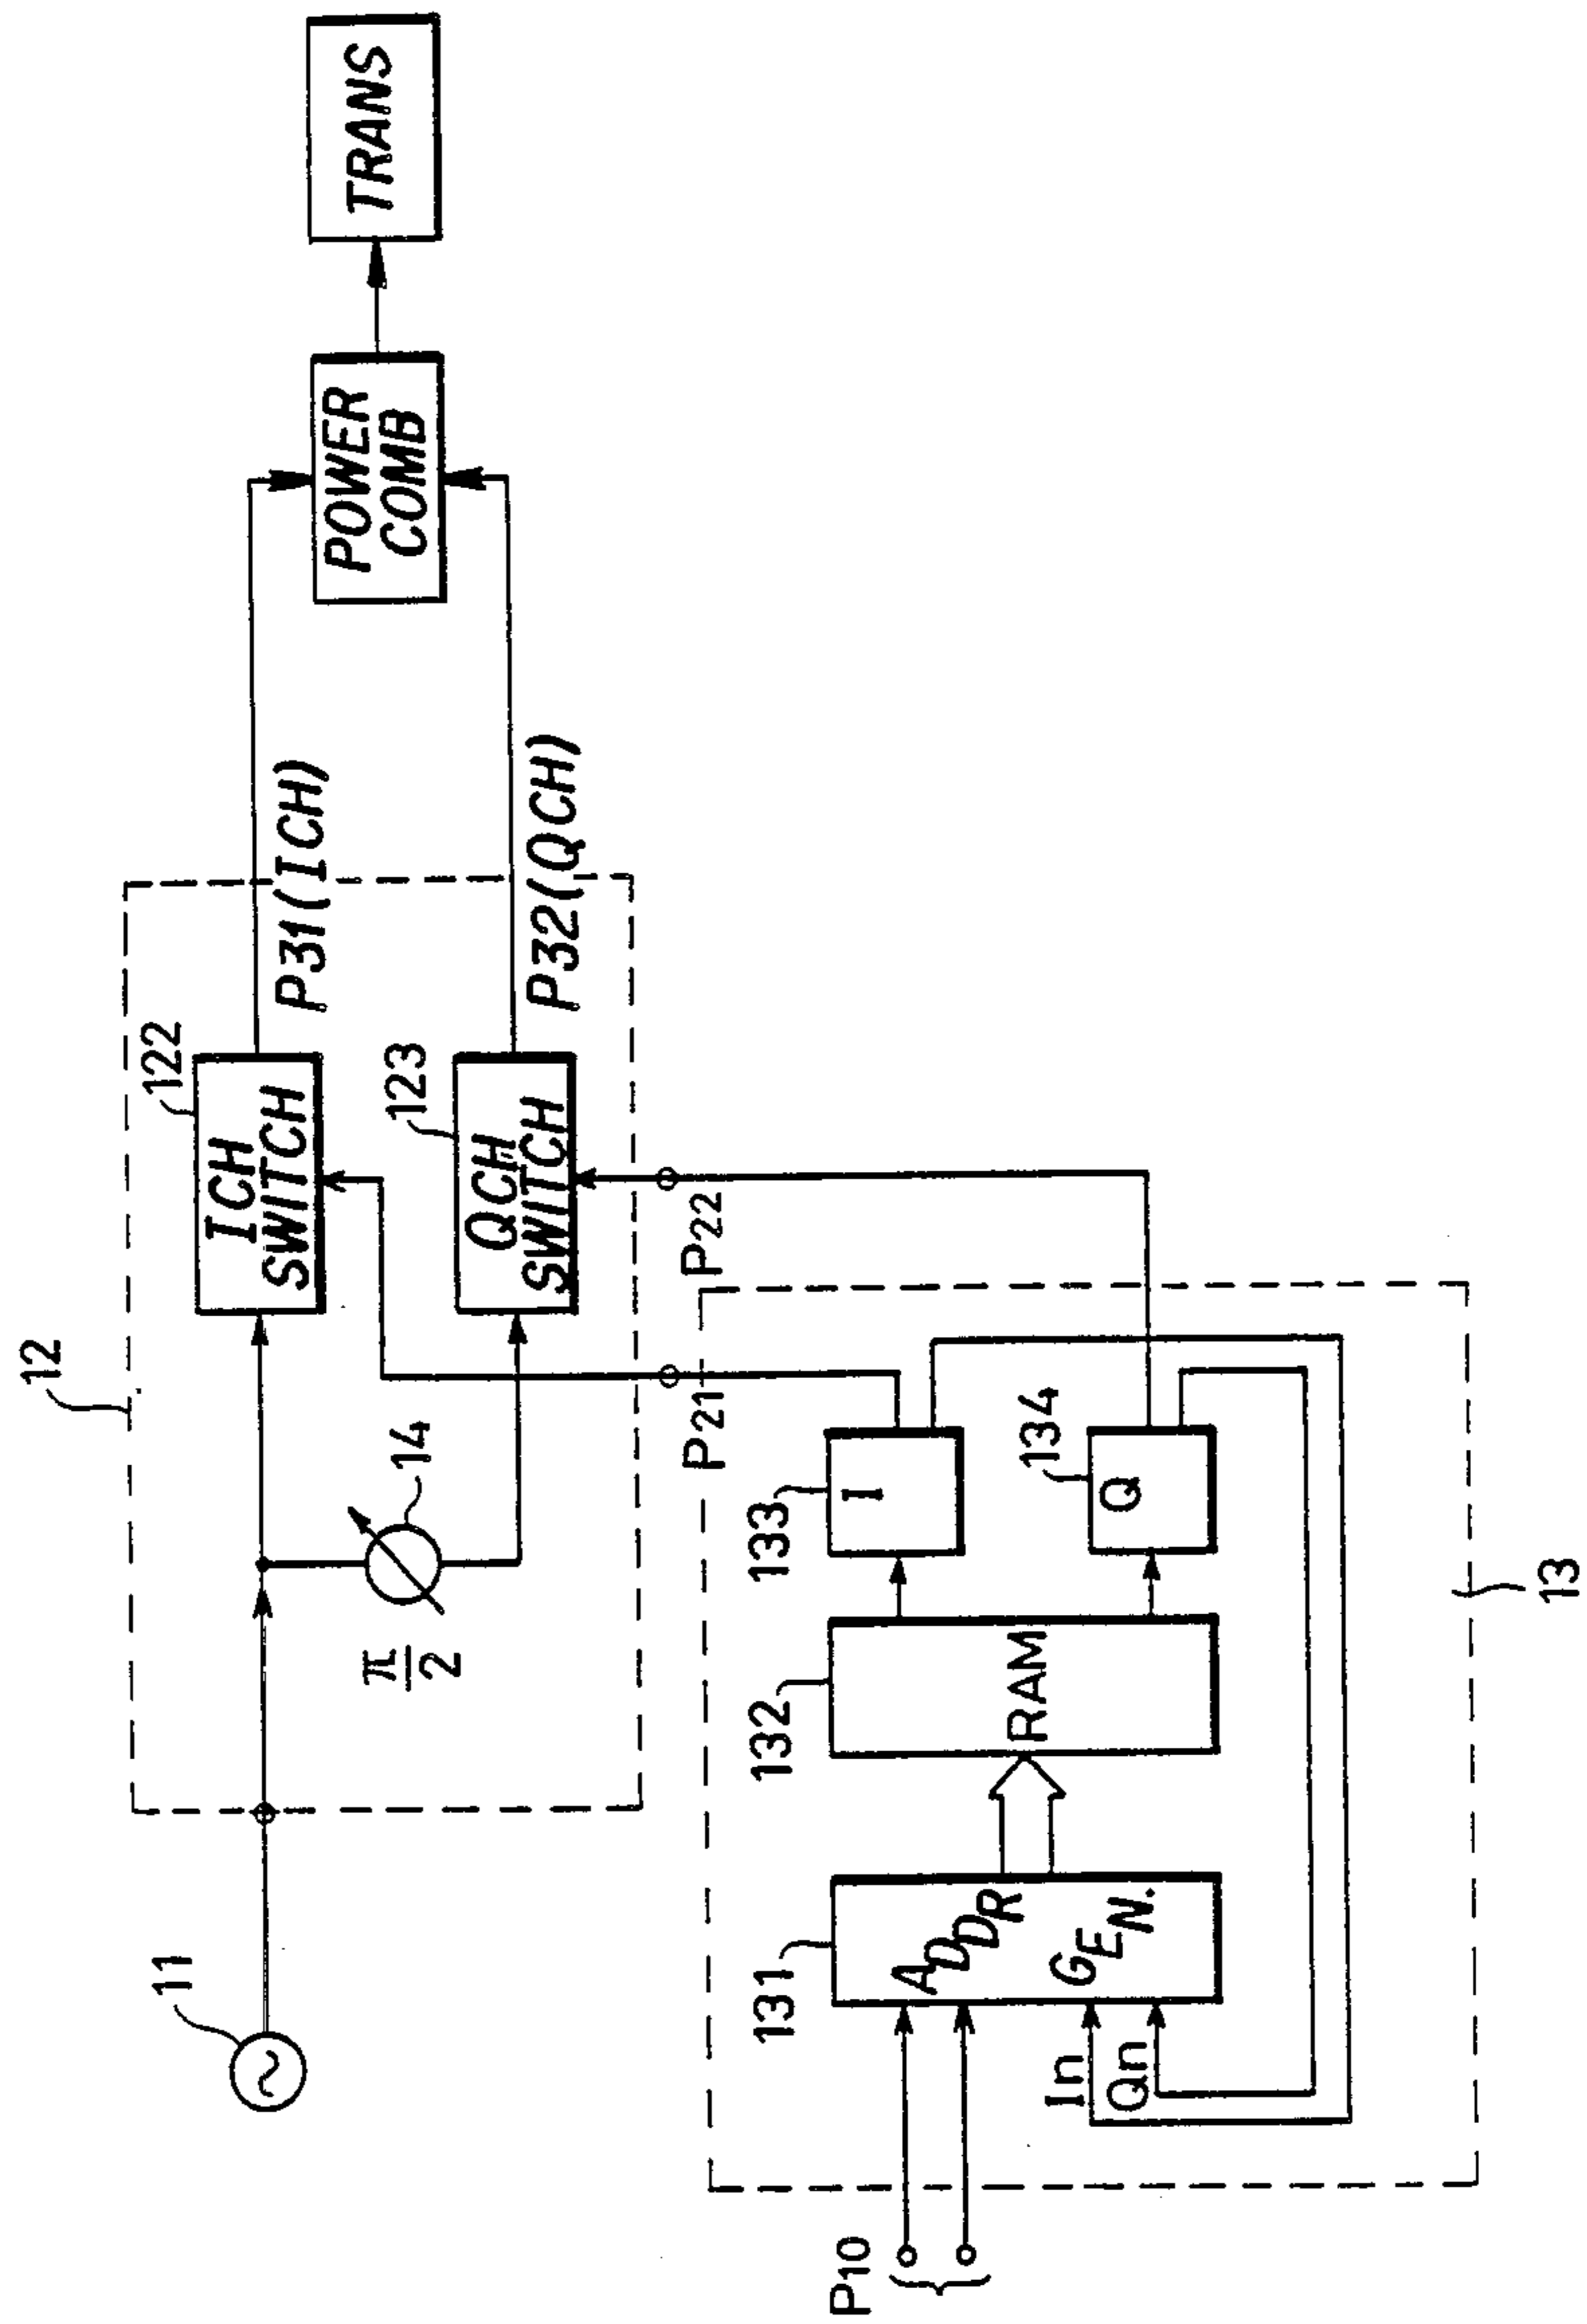 11
12
π
2
14
ICH
SWITCH
122
QCH
SWITCH
123
P31(ICH)
P32(QCH)
POWER
COMB
TRANS
P10
131
ADDR
GEN.
In
Qn
132
RAM
133
I
134
Q
P21
P22
13